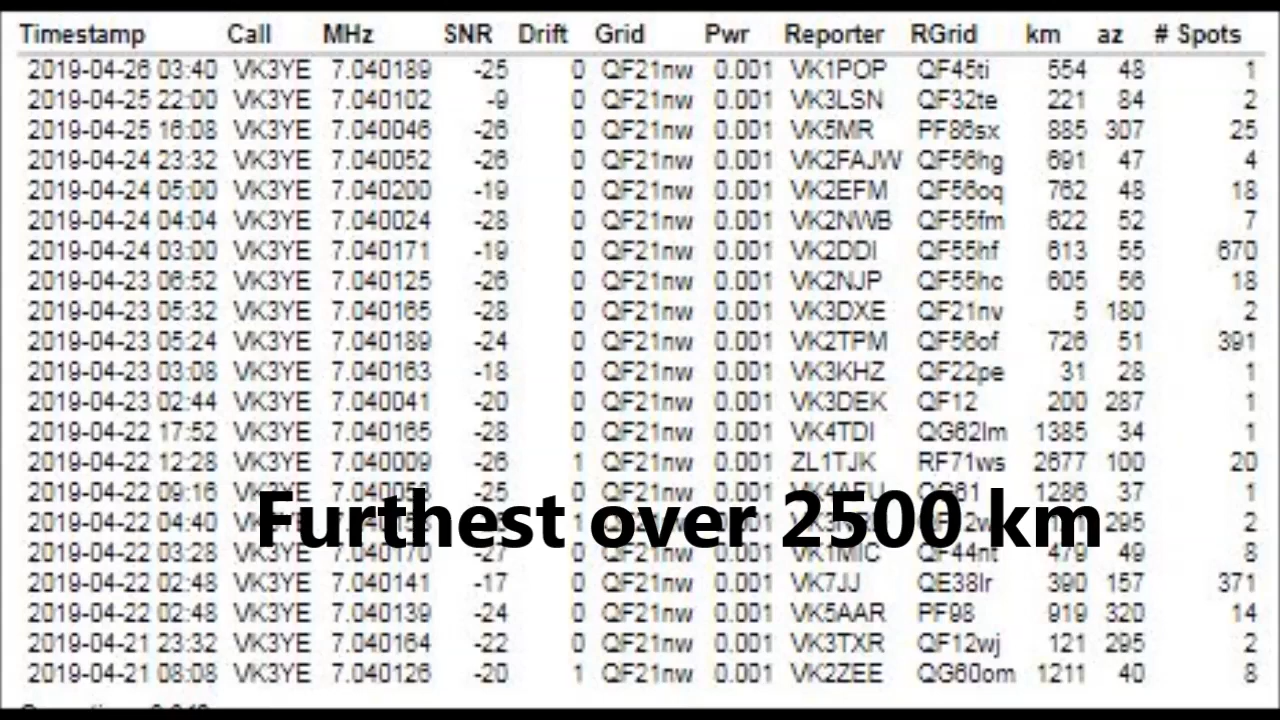 Timestamp Call MHz SNR Drift Grid Pwr Reporter RGrid km az # Spots
2019-04-26 03:40 VK3YE 7.040189 -25 0 QF21nw 0.001 VK1POP QF45ti 554 48 1
2019-04-25 22:00 VK3YE 7.040102 -9 0 QF21nw 0.001 VK3LSN QF32te 221 84 2
2019-04-25 16:08 VK3YE 7.040046 -26 0 QF21nw 0.001 VK5MR PF86sx 885 307 25
2019-04-24 23:32 VK3YE 7.040052 -26 0 QF21nw 0.001 VK2FAJW QF56hg 691 47 4
2019-04-24 05:00 VK3YE 7.040200 -19 0 QF21nw 0.001 VK2EFM QF56oq 762 48 18
2019-04-24 04:04 VK3YE 7.040024 -28 0 QF21nw 0.001 VK2NWB QF55fm 622 52 7
2019-04-24 03:00 VK3YE 7.040171 -19 0 QF21nw 0.001 VK2DDI QF55hf 613 55 670
2019-04-23 06:52 VK3YE 7.040125 -26 0 QF21nw 0.001 VK2NJP QF55hc 605 56 18
2019-04-23 05:32 VK3YE 7.040165 -28 0 QF21nw 0.001 VK3DXE QF21nv 5 180 2
2019-04-23 05:24 VK3YE 7.040189 -24 0 QF21nw 0.001 VK2TPM QF56of 726 51 391
2019-04-23 03:08 VK3YE 7.040163 -18 0 QF21nw 0.001 VK3KHZ QF22pe 31 28 1
2019-04-23 02:44 VK3YE 7.040041 -20 0 QF21nw 0.001 VK3DEK QF12 200 287 1
2019-04-22 17:52 VK3YE 7.040165 -28 0 QF21nw 0.001 VK4TDI QG62lm 1385 34 1
2019-04-22 12:28 VK3YE 7.040009 -26 1 QF21nw 0.001 ZL1TJK RF71ws 2677 100 20
2019-04-22 09:16 VK3YE -25 0 QF21nw 0.001 QG61 1286 37 1
Furthest over 2500 km
2019-04-22 04:40 0.001 295 2
2019-04-22 03:28 VK3YE 7.040170 -27 0 QF21nw 0.001 VK1MIC QF44nt 479 49 8
2019-04-22 02:48 VK3YE 7.040141 -17 0 QF21nw 0.001 VK7JJ QE38lr 390 157 371
2019-04-22 02:48 VK3YE 7.040139 -24 0 QF21nw 0.001 VK5AAR PF98 919 320 14
2019-04-21 23:32 VK3YE 7.040164 -22 0 QF21nw 0.001 VK3TXR QF12wj 121 295 2
2019-04-21 08:08 VK3YE 7.040126 -20 1 QF21nw 0.001 VK2ZEE QG60om 1211 40 8